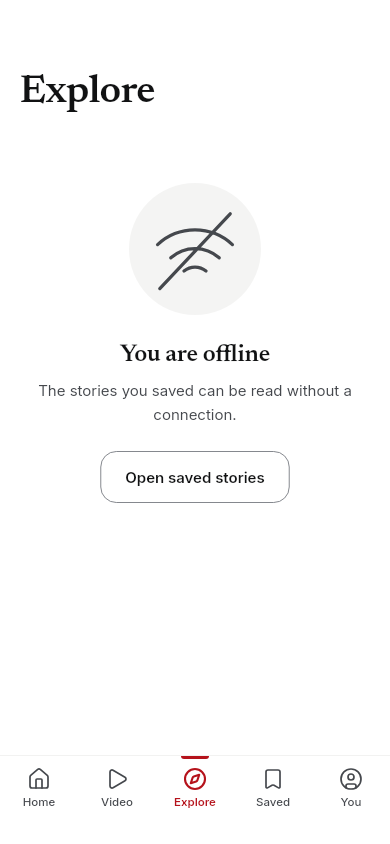 Explore
You are offline
The stories you saved can be read without a
connection.
Open saved stories
Home
Video
Explore
Saved
You